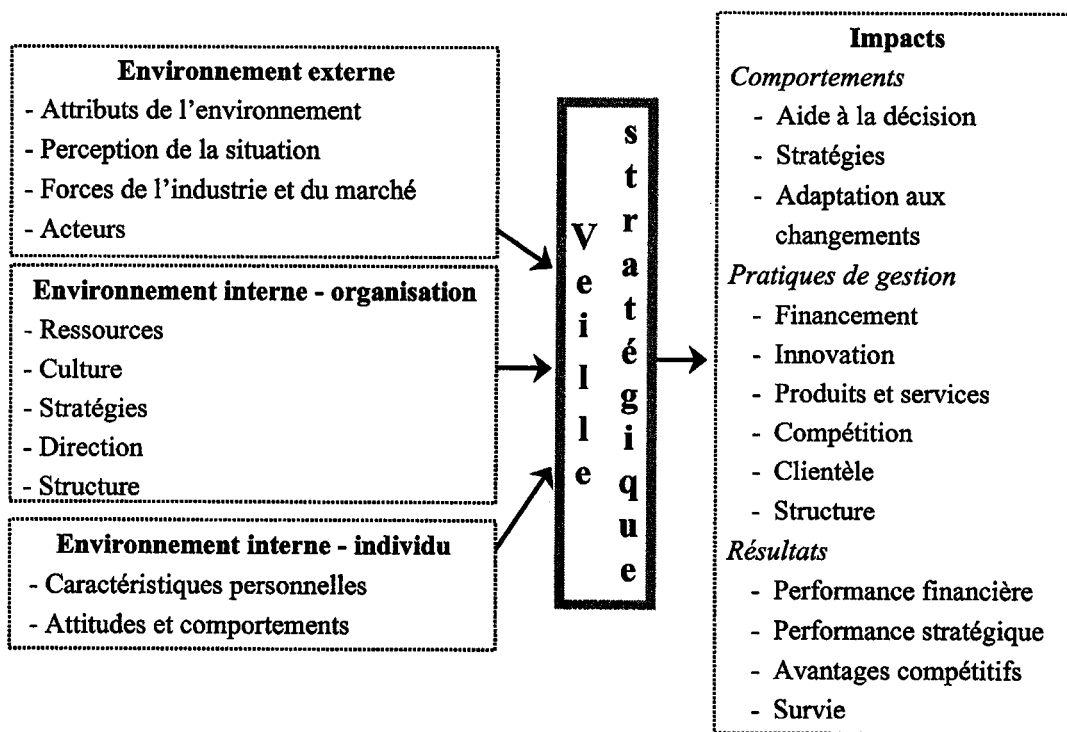 Environnement externe
- Attributs de l'environnement
- Perception de la situation
- Forces de l'industrie et du marché
- Acteurs
Environnement interne - organisation
- Ressources
- Culture
- Stratégies
- Direction
- Structure
Environnement interne - individu
- Caractéristiques personnelles
- Attitudes et comportements
Veille
stratégique
Impacts
Comportements
- Aide à la décision
- Stratégies
- Adaptation aux
changements
Pratiques de gestion
- Financement
- Innovation
- Produits et services
- Compétition
- Clientèle
- Structure
Résultats
- Performance financière
- Performance stratégique
- Avantages compétitifs
- Survie